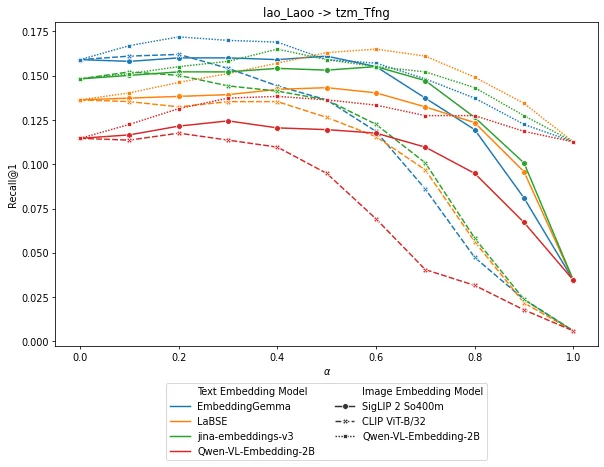 lao_Laoo -> tzm_Tfng
0.175
0.150
0.125
0.100
0.075
0.050
0.025
0.000
Recall@1
0.0 0.2 0.4 0.6 0.8 1.0
α
Text Embedding Model Image Embedding Model
EmbeddingGemma SigLIP 2 So400m
LaBSE CLIP ViT-B/32
jina-embeddings-v3 Qwen-VL-Embedding-2B
Qwen-VL-Embedding-2B